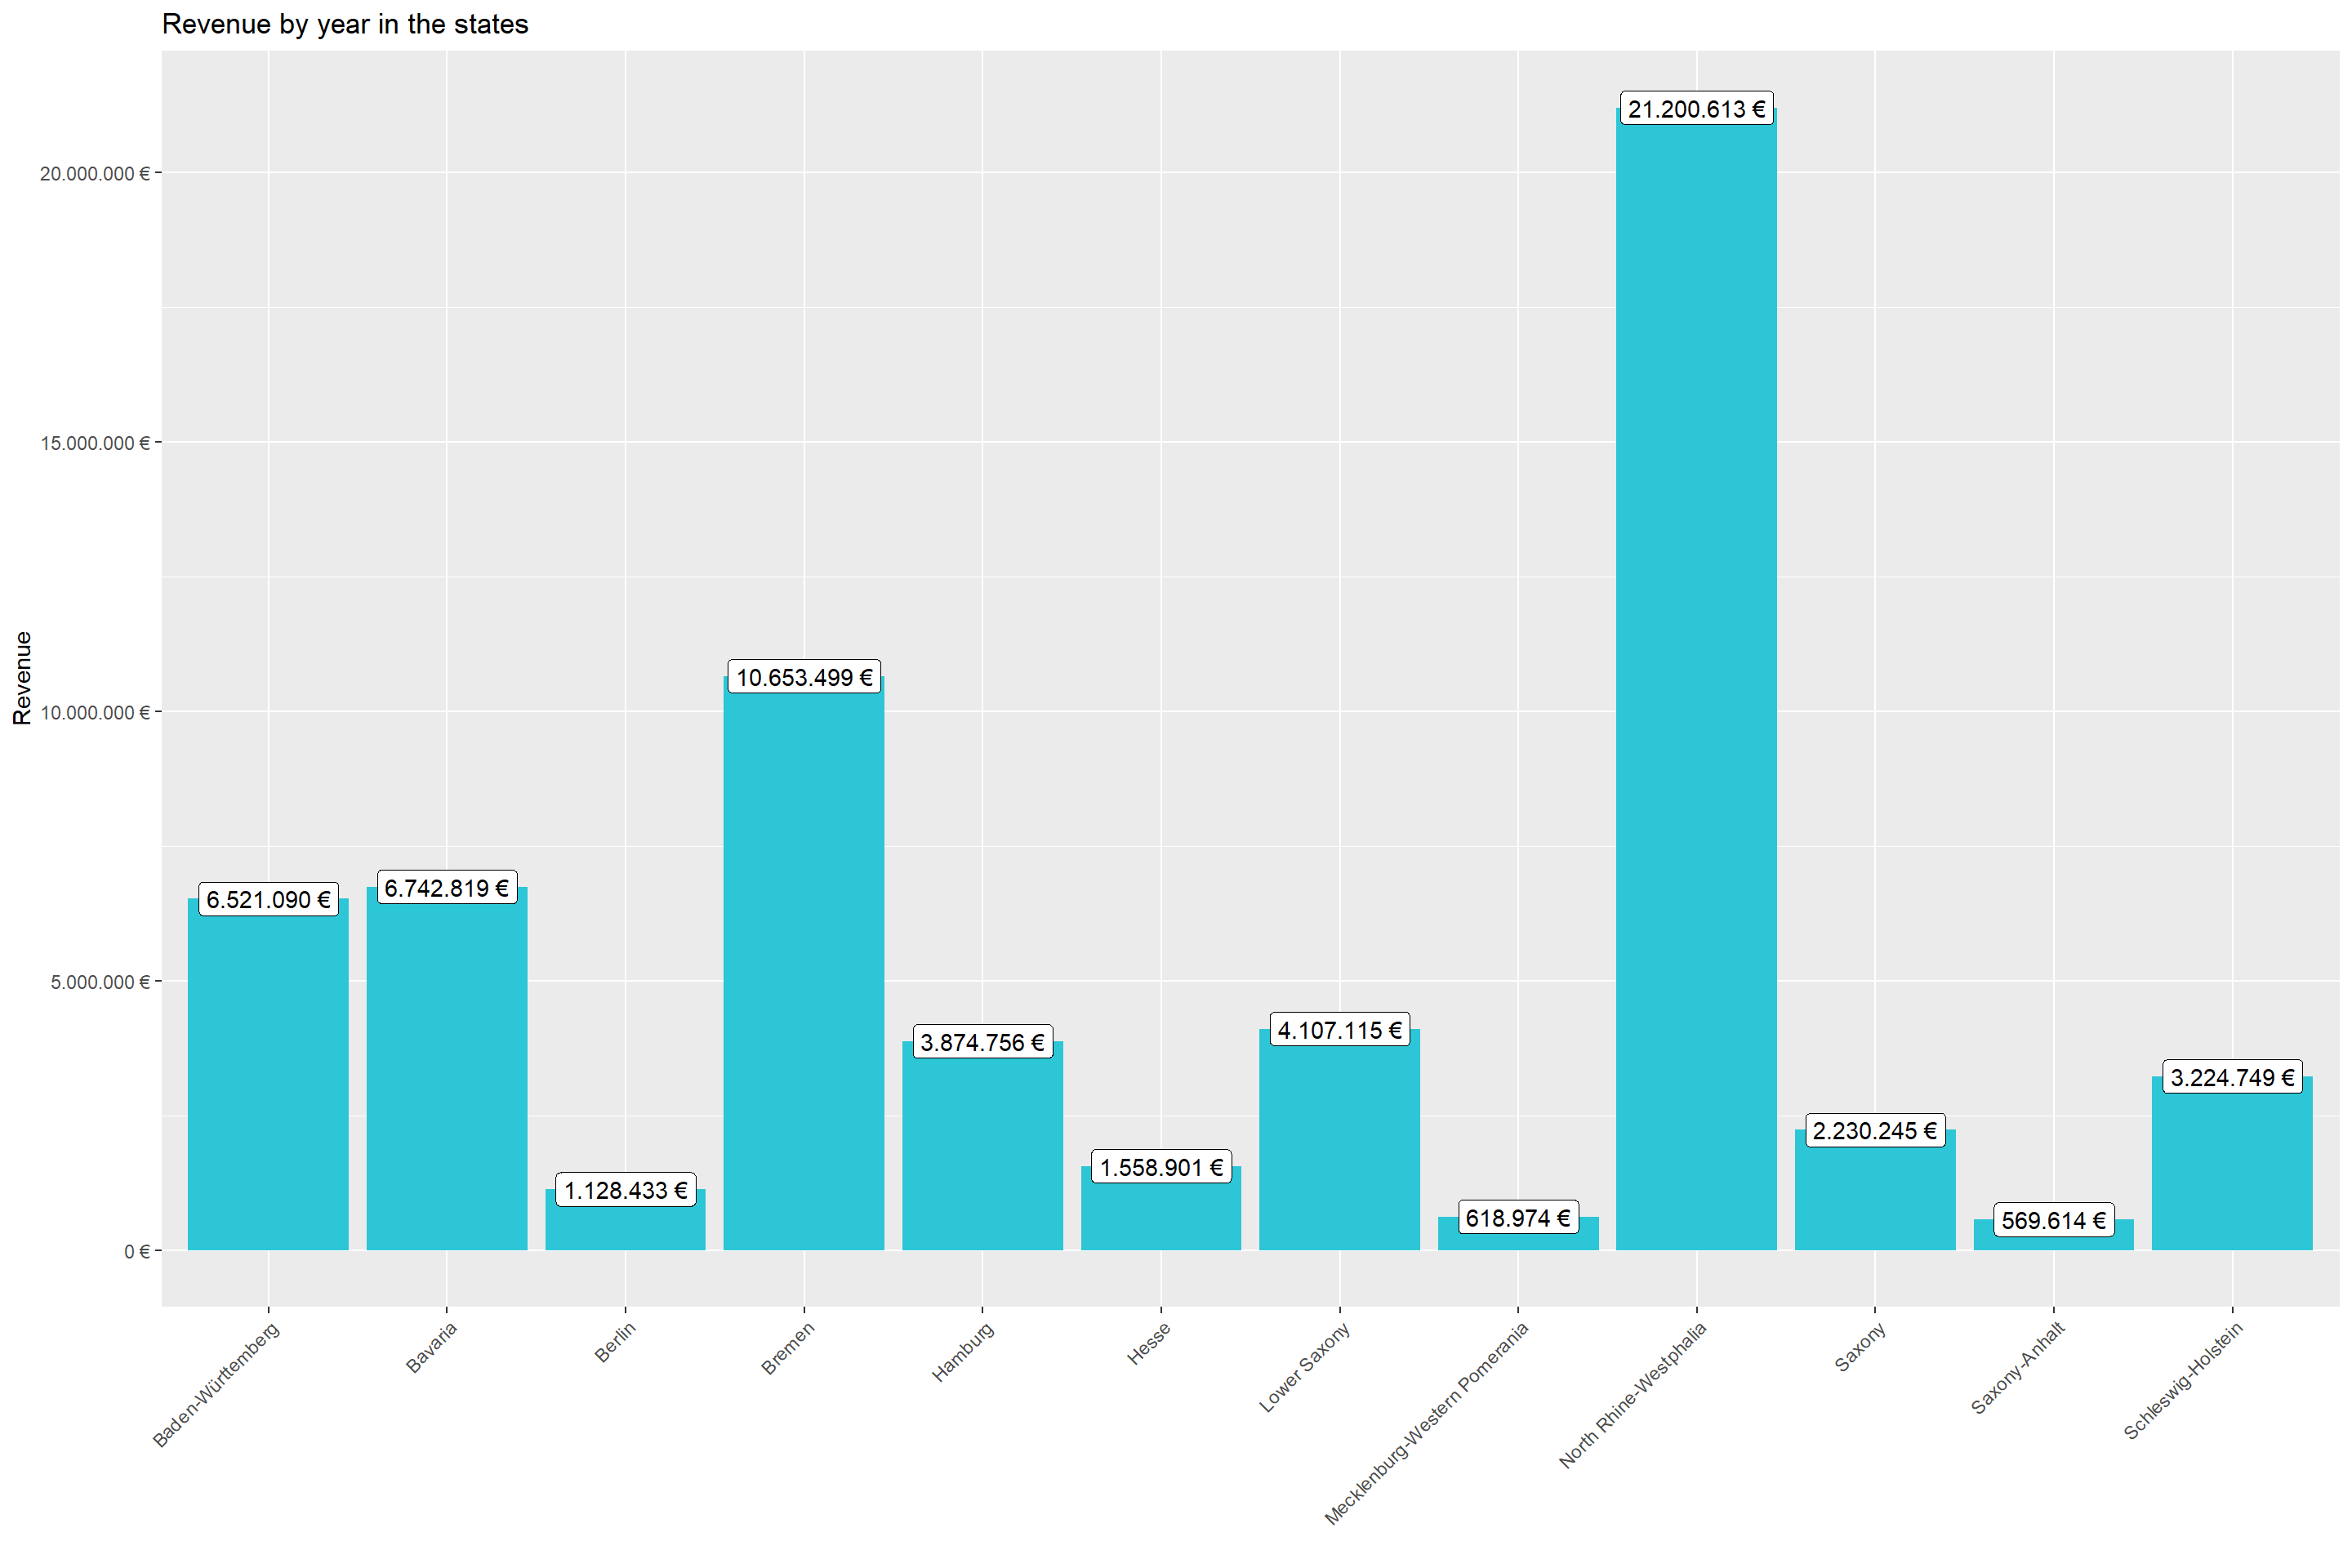 Revenue by year in the states
Revenue
20.000.000 €
15.000.000 €
10.000.000 €
5.000.000 €
0 €
6.521.090 €
6.742.819 €
1.128.433 €
10.653.499 €
3.874.756 €
1.558.901 €
4.107.115 €
618.974 €
21.200.613 €
2.230.245 €
569.614 €
3.224.749 €
Baden-Württemberg
Bavaria
Berlin
Bremen
Hamburg
Hesse
Lower Saxony
Mecklenburg-Western Pomerania
North Rhine-Westphalia
Saxony
Saxony-Anhalt
Schleswig-Holstein